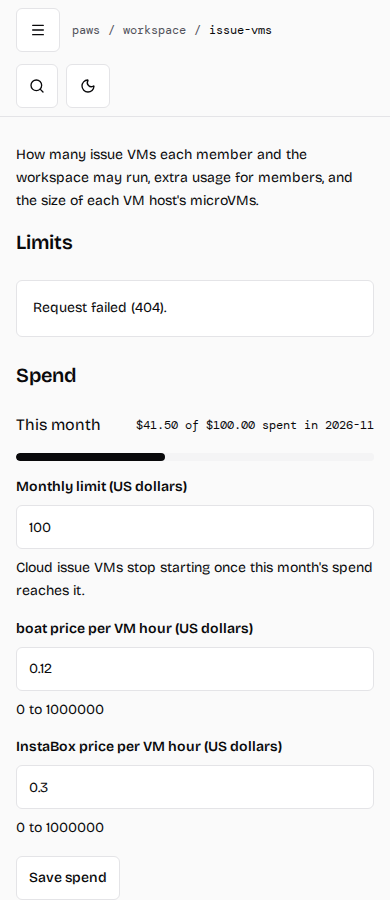 paws / workspace / issue-vms
How many issue VMs each member and the
workspace may run, extra usage for members, and
the size of each VM host's microVMs.
Limits
Request failed (404).
Spend
This month $41.50 of $100.00 spent in 2026-11
Monthly limit (US dollars)
100
Cloud issue VMs stop starting once this month's spend
reaches it.
boat price per VM hour (US dollars)
0.12
0 to 1000000
InstaBox price per VM hour (US dollars)
0.3
0 to 1000000
Save spend